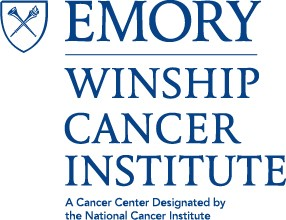 EMORY
WINSHIP
CANCER
INSTITUTE
A Cancer Center Designated by
the National Cancer Institute